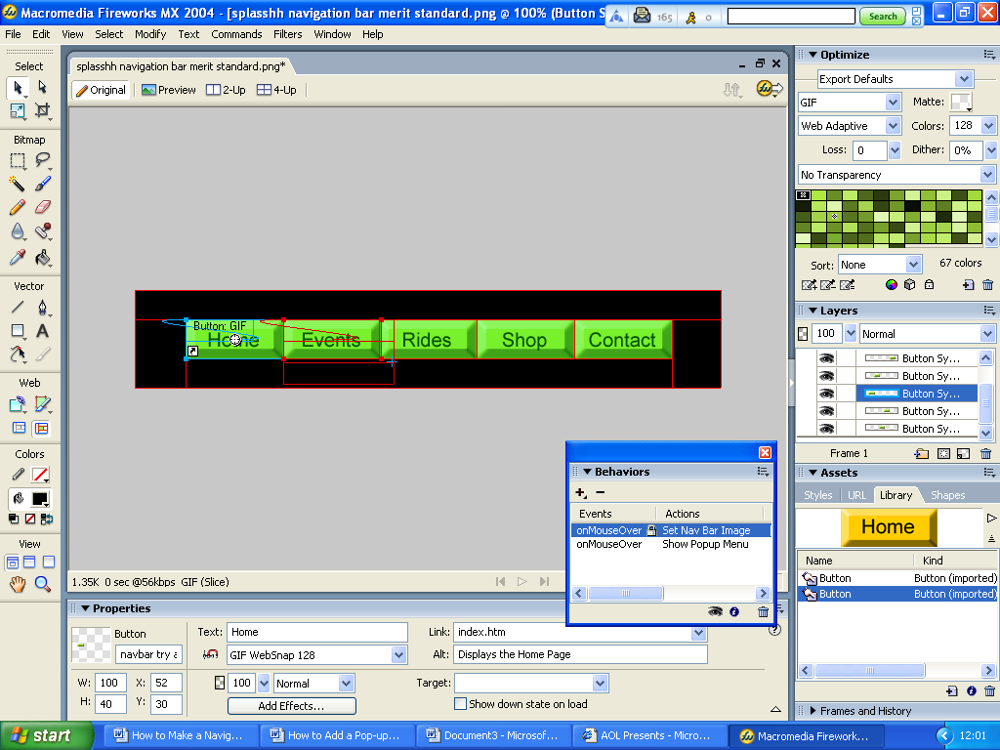 Macromedia Fireworks MX 2004 - [splasshh navigation bar merit standard.png @ 100% (Button S
165
0
Search
File Edit View Select Modify Text Commands Filters Window Help
Select
Bitmap
Vector
Web
Colors
View
splasshh navigation bar merit standard.png*
Original Preview 2-Up 4-Up
Button: GIF
Home Events Rides Shop Contact
1.35K 0 sec @56kbps GIF (Slice)
Behaviors
Events Actions
onMouseOver Set Nav Bar Image
onMouseOver Show Popup Menu
Properties
Button
navbar try a
Text: Home
GIF WebSnap 128
Link: index.htm
Alt: Displays the Home Page
W: 100 X: 52
H: 40 Y: 30
100 Normal
Add Effects...
Target:
Show down state on load
Optimize
Export Defaults
GIF Matte:
Web Adaptive Colors: 128
Loss: 0 Dither: 0%
No Transparency
Sort: None 67 colors
Layers
100 Normal
Button Sy...
Button Sy...
Button Sy...
Button Sy...
Button Sy...
Frame 1
Assets
Styles URL Library Shapes
Home
Name Kind
Button Button (imported)
Button Button (imported)
Frames and History
start
How to Make a Navig...
How to Add a Pop-up...
Document3 - Microsof...
AOL Presents - Micro...
Macromedia Firework...
12:01